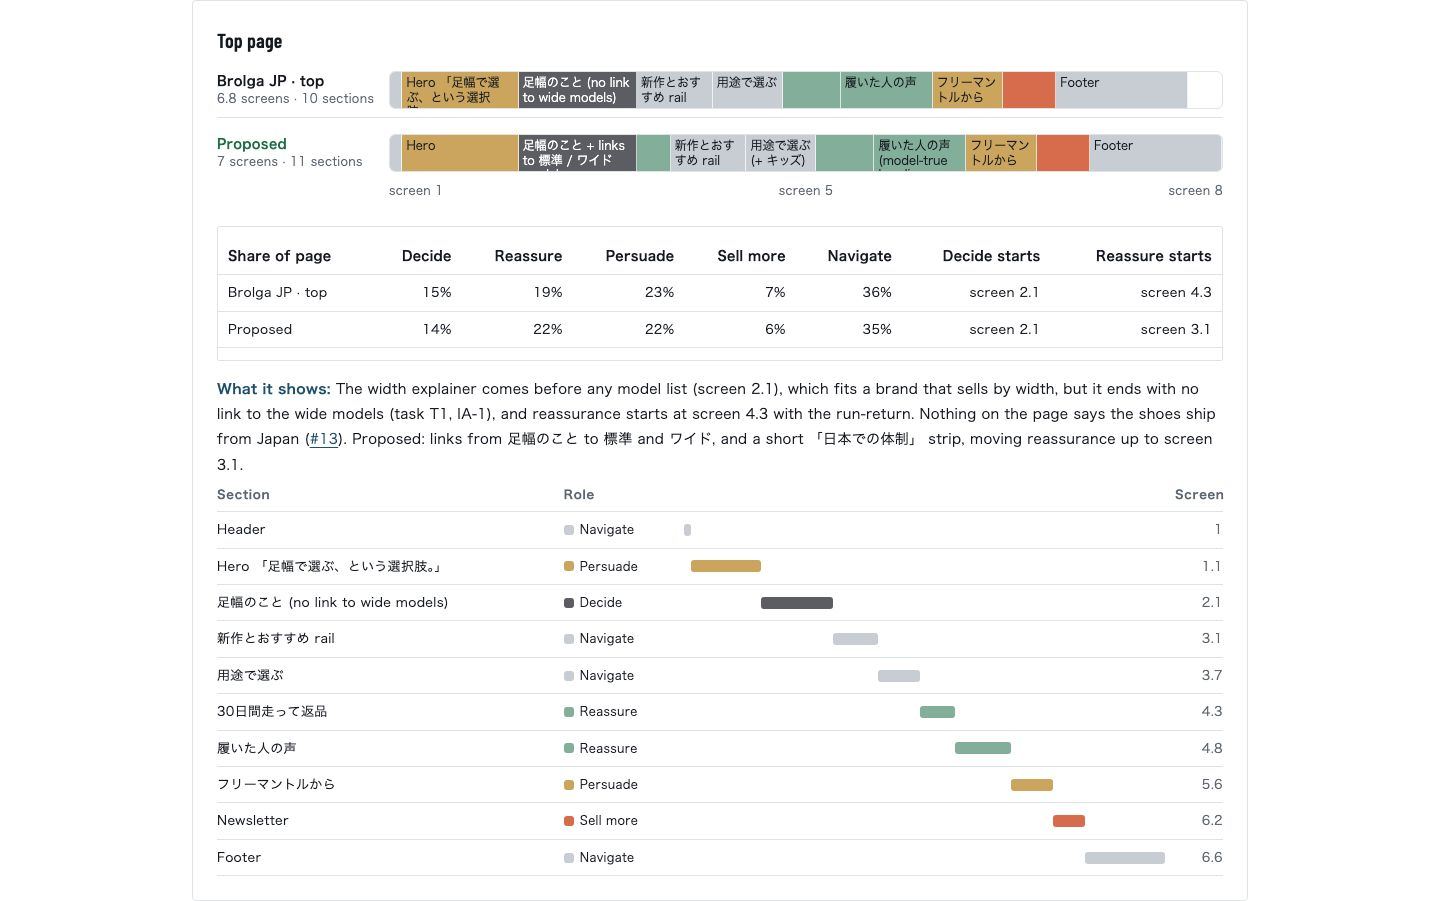 Top page
Brolga JP · top
6.8 screens · 10 sections
Hero 「足幅で選
ぶ、という選択
足幅のこと (no link
to wide models)
新作とおす
すめ rail
用途で選ぶ
履いた人の声
フリーマン
トルから
Footer
Proposed
7 screens · 11 sections
Hero
足幅のこと + links
to 標準 / ワイド
新作とおす
すめ rail
用途で選ぶ
(+ キッズ)
履いた人の声
(model-true
フリーマン
トルから
Footer
screen 1
screen 5
screen 8
Share of page Decide Reassure Persuade Sell more Navigate Decide starts Reassure starts
Brolga JP · top 15% 19% 23% 7% 36% screen 2.1 screen 4.3
Proposed 14% 22% 22% 6% 35% screen 2.1 screen 3.1
What it shows: The width explainer comes before any model list (screen 2.1), which fits a brand that sells by width, but it ends with no
link to the wide models (task T1, IA-1), and reassurance starts at screen 4.3 with the run-return. Nothing on the page says the shoes ship
from Japan (#13). Proposed: links from 足幅のこと to 標準 and ワイド, and a short 「日本での体制」 strip, moving reassurance up to screen
3.1.
Section Role Screen
Header Navigate 1
Hero 「足幅で選ぶ、という選択肢。」 Persuade 1.1
足幅のこと (no link to wide models) Decide 2.1
新作とおすすめ rail Navigate 3.1
用途で選ぶ Navigate 3.7
30日間走って返品 Reassure 4.3
履いた人の声 Reassure 4.8
フリーマントルから Persuade 5.6
Newsletter Sell more 6.2
Footer Navigate 6.6